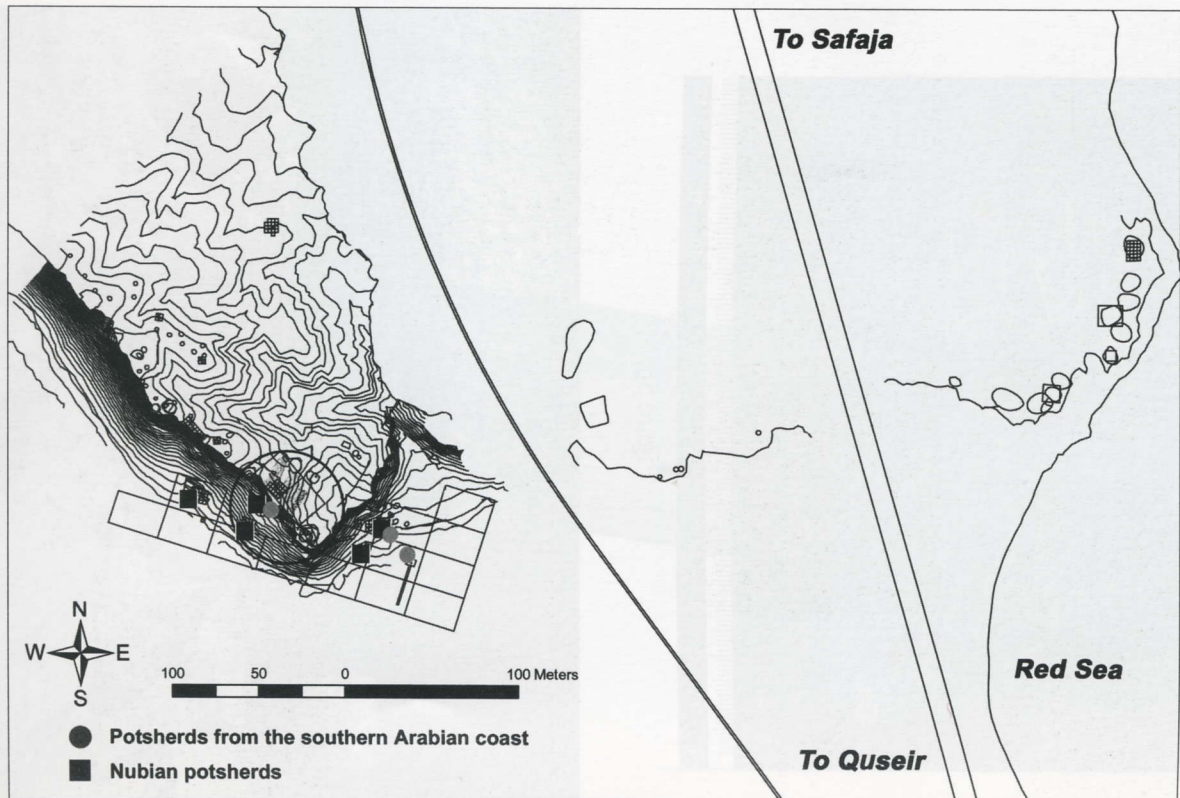 To Safaja
Red Sea
To Quseir
N
W E
S
100 50 0 100 Meters
Potsherds from the southern Arabian coast
Nubian potsherds